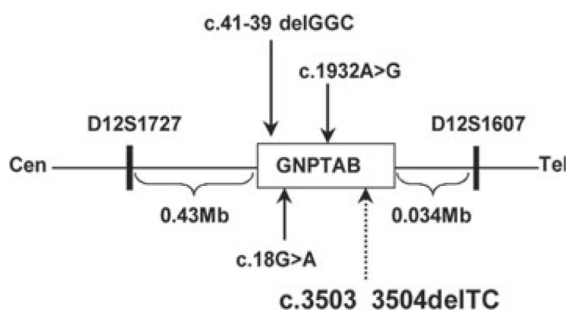 c.41-39 delGGC
c.1932A>G
D12S1727
D12S1607
Cen
GNPTAB
Tel
0.43Mb
0.034Mb
c.18G>A
c.3503 3504delTC